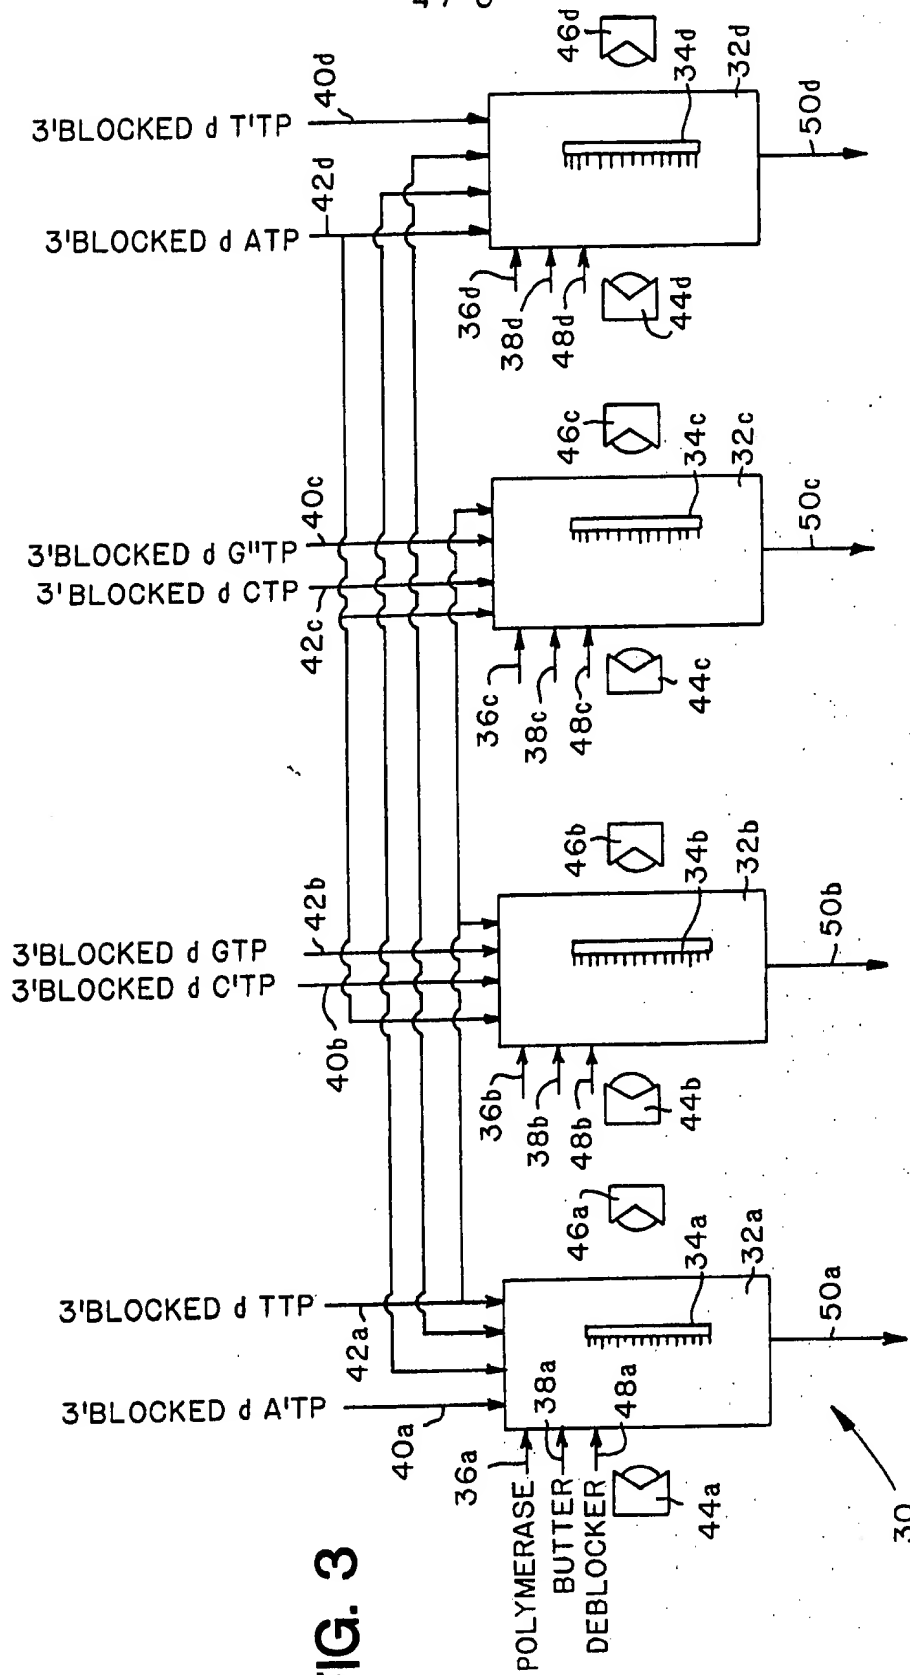 3'BLOCKED d T'TP
40d
42d
3'BLOCKED d ATP
46d
34d
32d
36d
38d
48d
44d
50d
40c
3'BLOCKED d G"TP
3'BLOCKED d CTP
42c
46c
34c
32c
36c
38c
48c
44c
50c
42b
3'BLOCKED d GTP
3'BLOCKED d C'TP
40b
46b
34b
32b
36b
38b
48b
44b
50b
3'BLOCKED d TTP
42a
3'BLOCKED d A'TP
40a
46a
34a
32a
36a
38a
48a
44a
50a
POLYMERASE
BUTTER
DEBLOCKER
30
FIG. 3